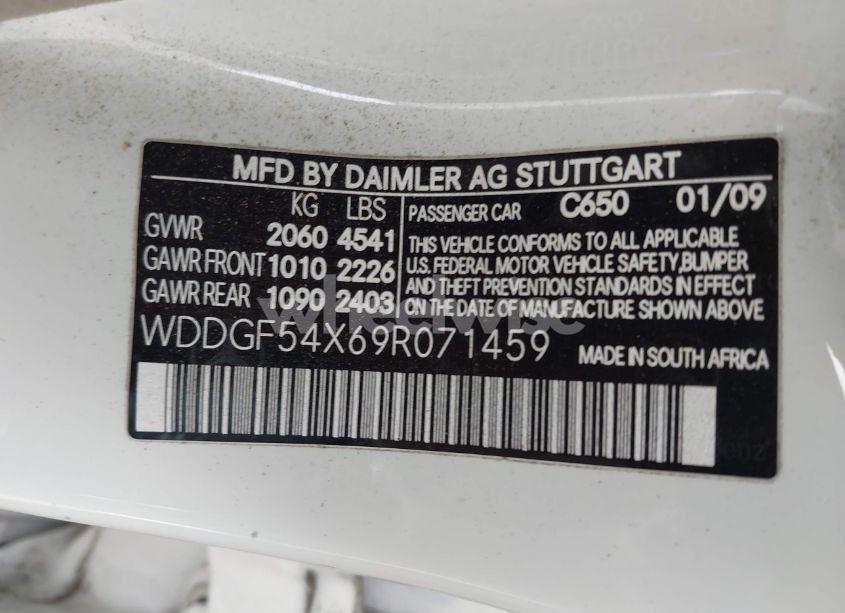 MFD BY DAIMLER AG STUTTGART
KG LBS
GVWR 2060 4541
GAWR FRONT 1010 2226
GAWR REAR 1090 2403
PASSENGER CAR C650 01/09
THIS VEHICLE CONFORMS TO ALL APPLICABLE
U.S. FEDERAL MOTOR VEHICLE SAFETY, BUMPER
AND THEFT PREVENTION STANDARDS IN EFFECT
ON THE DATE OF MANUFACTURE SHOWN ABOVE
WDDGF54X69R071459
MADE IN SOUTH AFRICA
wheelwise